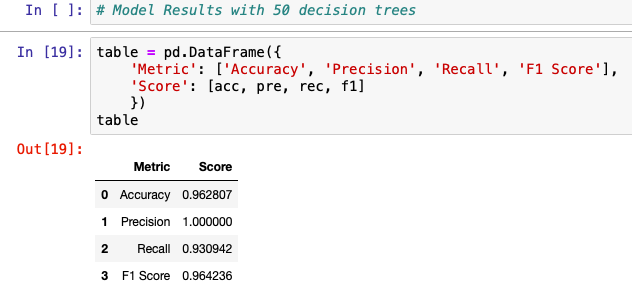 In [ ]: # Model Results with 50 decision trees
In [19]: table = pd.DataFrame({
'Metric': ['Accuracy', 'Precision', 'Recall', 'F1 Score'],
'Score': [acc, pre, rec, f1]
})
table
Out[19]:
Metric Score
0 Accuracy 0.962807
1 Precision 1.000000
2 Recall 0.930942
3 F1 Score 0.964236